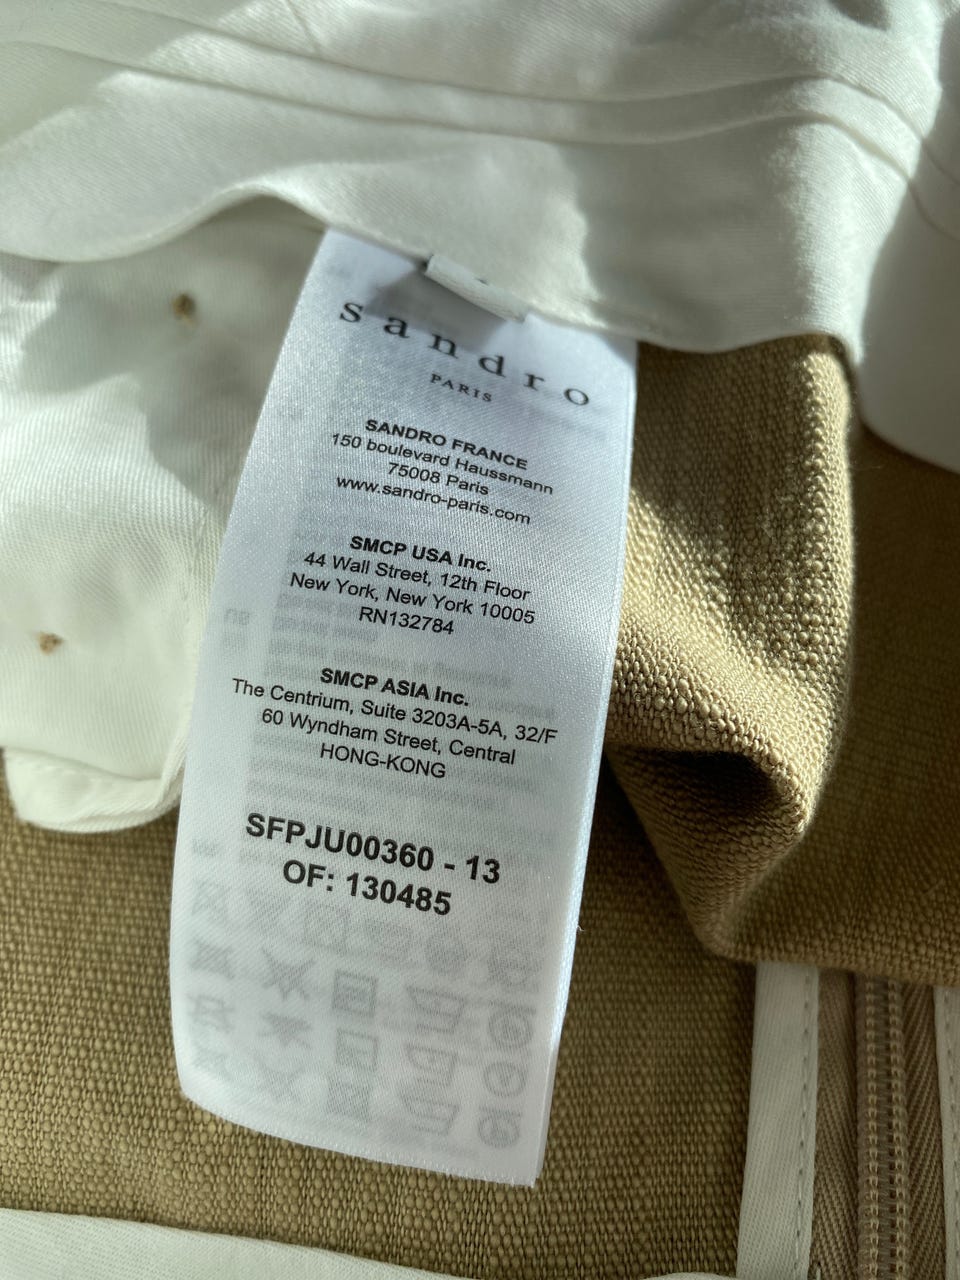 sandro
PARIS
SANDRO FRANCE
150 boulevard Haussmann
75008 Paris
www.sandro-paris.com
SMCP USA Inc.
44 Wall Street, 12th Floor
New York, New York 10005
RN132784
SMCP ASIA Inc.
The Centrium, Suite 3203A-5A, 32/F
60 Wyndham Street, Central
HONG-KONG
SFPJU00360 - 13
OF: 130485